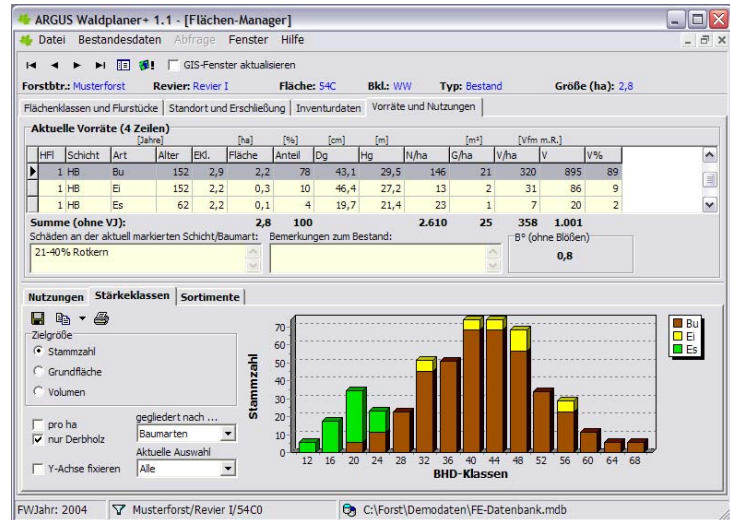 ARGUS Waldplaner+ 1.1 - [Flächen-Manager]
Datei Bestandesdaten Abfrage Fenster Hilfe
GIS-Fenster aktualisieren
Forstbtr.: Musterforst Revier: Revier I Fläche: 54C Bkl.: WW Typ: Bestand Größe (ha): 2,8
Flächenklassen und Flurstücke Standort und Erschließung Inventurdaten Vorräte und Nutzungen
Aktuelle Vorräte (4 Zeilen)
[Jahre] [ha] [%] [cm] [m] [m²] [Vfm m.R.]
HFl Schicht Art Alter EKl. Fläche Anteil Dg Hg N/ha G/ha V/ha V V%
1 HB Bu 152 2,9 2,2 78 43,1 29,5 146 21 320 895 89
1 HB Ei 152 2,2 0,3 10 46,4 27,2 13 2 31 86 9
1 HB Es 62 2,2 0,1 4 19,7 21,4 23 1 7 20 2
Summe (ohne VJ): 2,8 100 2.610 25 358 1.001
Schäden an der aktuell markierten Schicht/Baumart: Bemerkungen zum Bestand: B° (ohne Blößen)
21-40% Rotkern
0,8
Nutzungen Stärkeklassen Sortimente
Zielgröße
Stammzahl
Grundfläche
Volumen
pro ha
nur Derbholz
Y-Achse fixieren
gegliedert nach ...
Baumarten
Aktuelle Auswahl
Alle
Stammzahl
70
60
50
40
30
20
10
0
12 16 20 24 28 32 36 40 44 48 52 56 60 64 68
BHD-Klassen
Bu
Ei
Es
FWJahr: 2004 Musterforst/Revier I/54C0 C:\Forst\Demodaten\FE-Datenbank.mdb